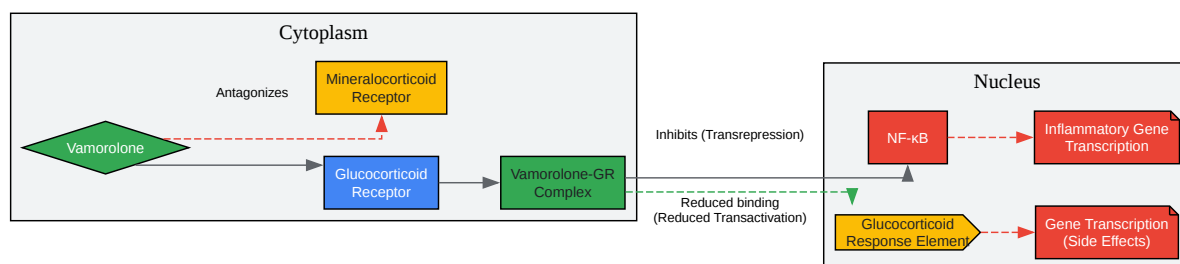 Cytoplasm
Mineralocorticoid
Receptor
Antagonizes
Vamorolone
Glucocorticoid
Receptor
Vamorolone-GR
Complex
Inhibits (Transrepression)
Reduced binding
(Reduced Transactivation)
Nucleus
NF-κB
Inflammatory Gene
Transcription
Glucocorticoid
Response Element
Gene Transcription
(Side Effects)